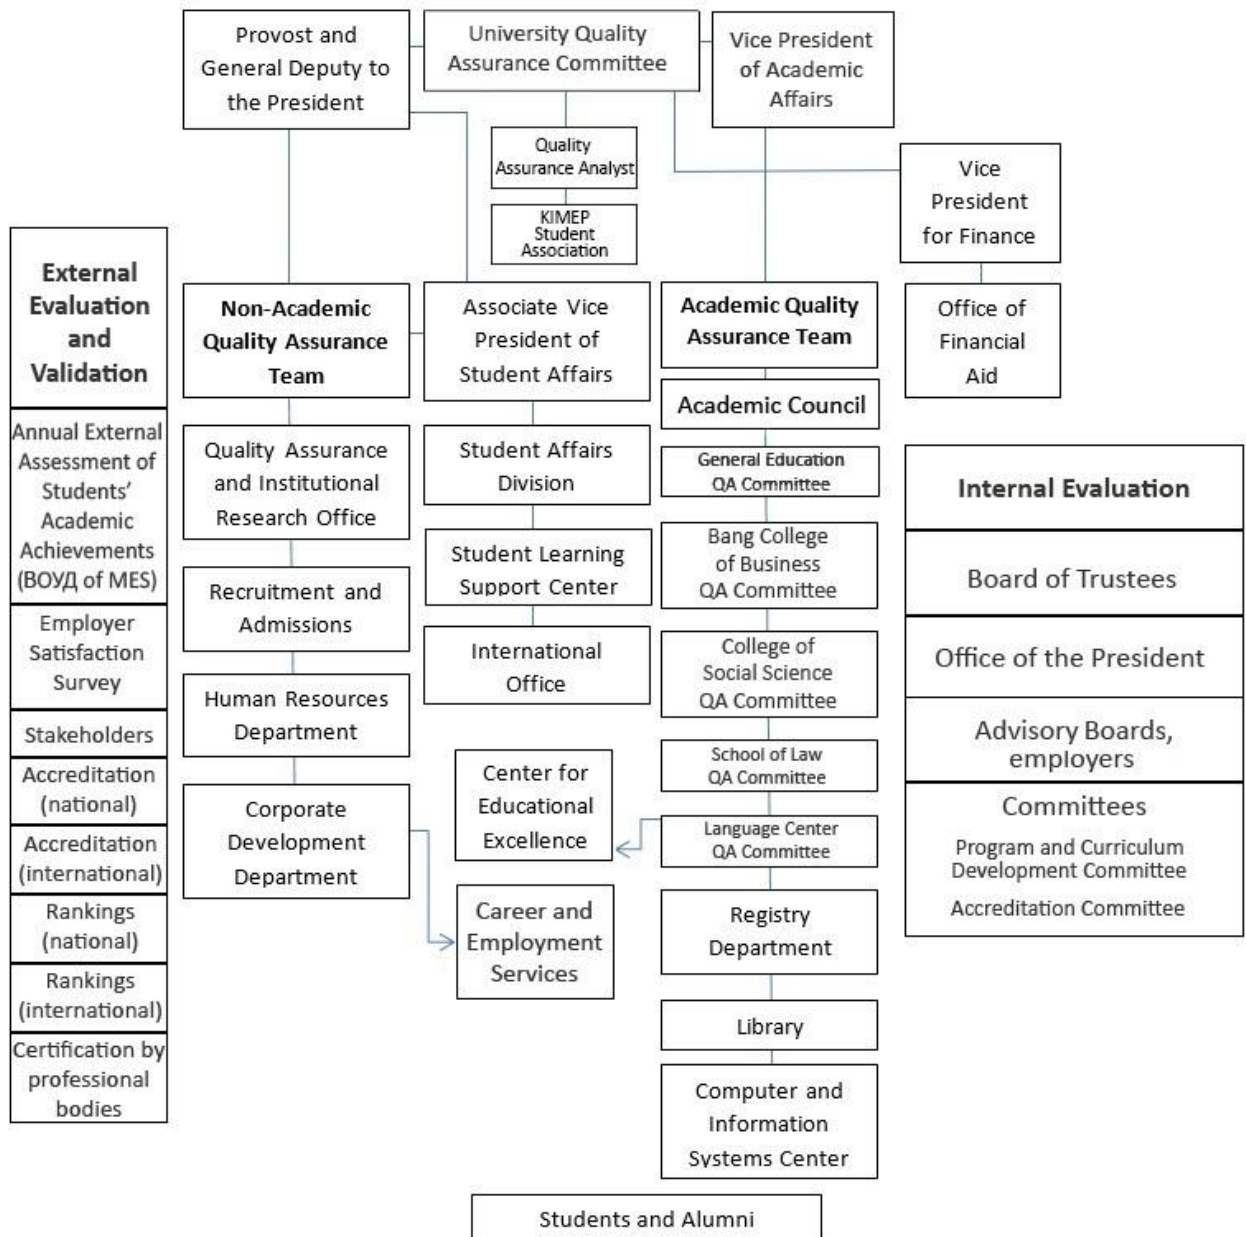 Provost and
General Deputy to
the President
University Quality
Assurance Committee
Vice President
of Academic
Affairs
Quality
Assurance Analyst
KIMEP
Student
Association
Vice
President
for Finance
External
Evaluation
and
Validation
Non-Academic
Quality Assurance
Team
Associate Vice
President of
Student Affairs
Academic Quality
Assurance Team
Office of
Financial
Aid
Academic Council
Annual External
Assessment of
Students'
Academic
Achievements
(ВОУД of MES)
Quality Assurance
and Institutional
Research Office
Student Affairs
Division
General Education
QA Committee
Internal Evaluation
Bang College
of Business
QA Committee
Student Learning
Support Center
Board of Trustees
Recruitment and
Admissions
Employer
Satisfaction
Survey
International
Office
College of
Social Science
QA Committee
Office of the President
Human Resources
Department
Stakeholders
Advisory Boards,
employers
Accreditation
(national)
Center for
Educational
Excellence
School of Law
QA Committee
Corporate
Development
Department
Committees
Program and Curriculum
Development Committee
Accreditation Committee
Accreditation
(international)
Language Center
QA Committee
Rankings
(national)
Career and
Employment
Services
Registry
Department
Rankings
(international)
Library
Certification by
professional
bodies
Computer and
Information
Systems Center
Students and Alumni